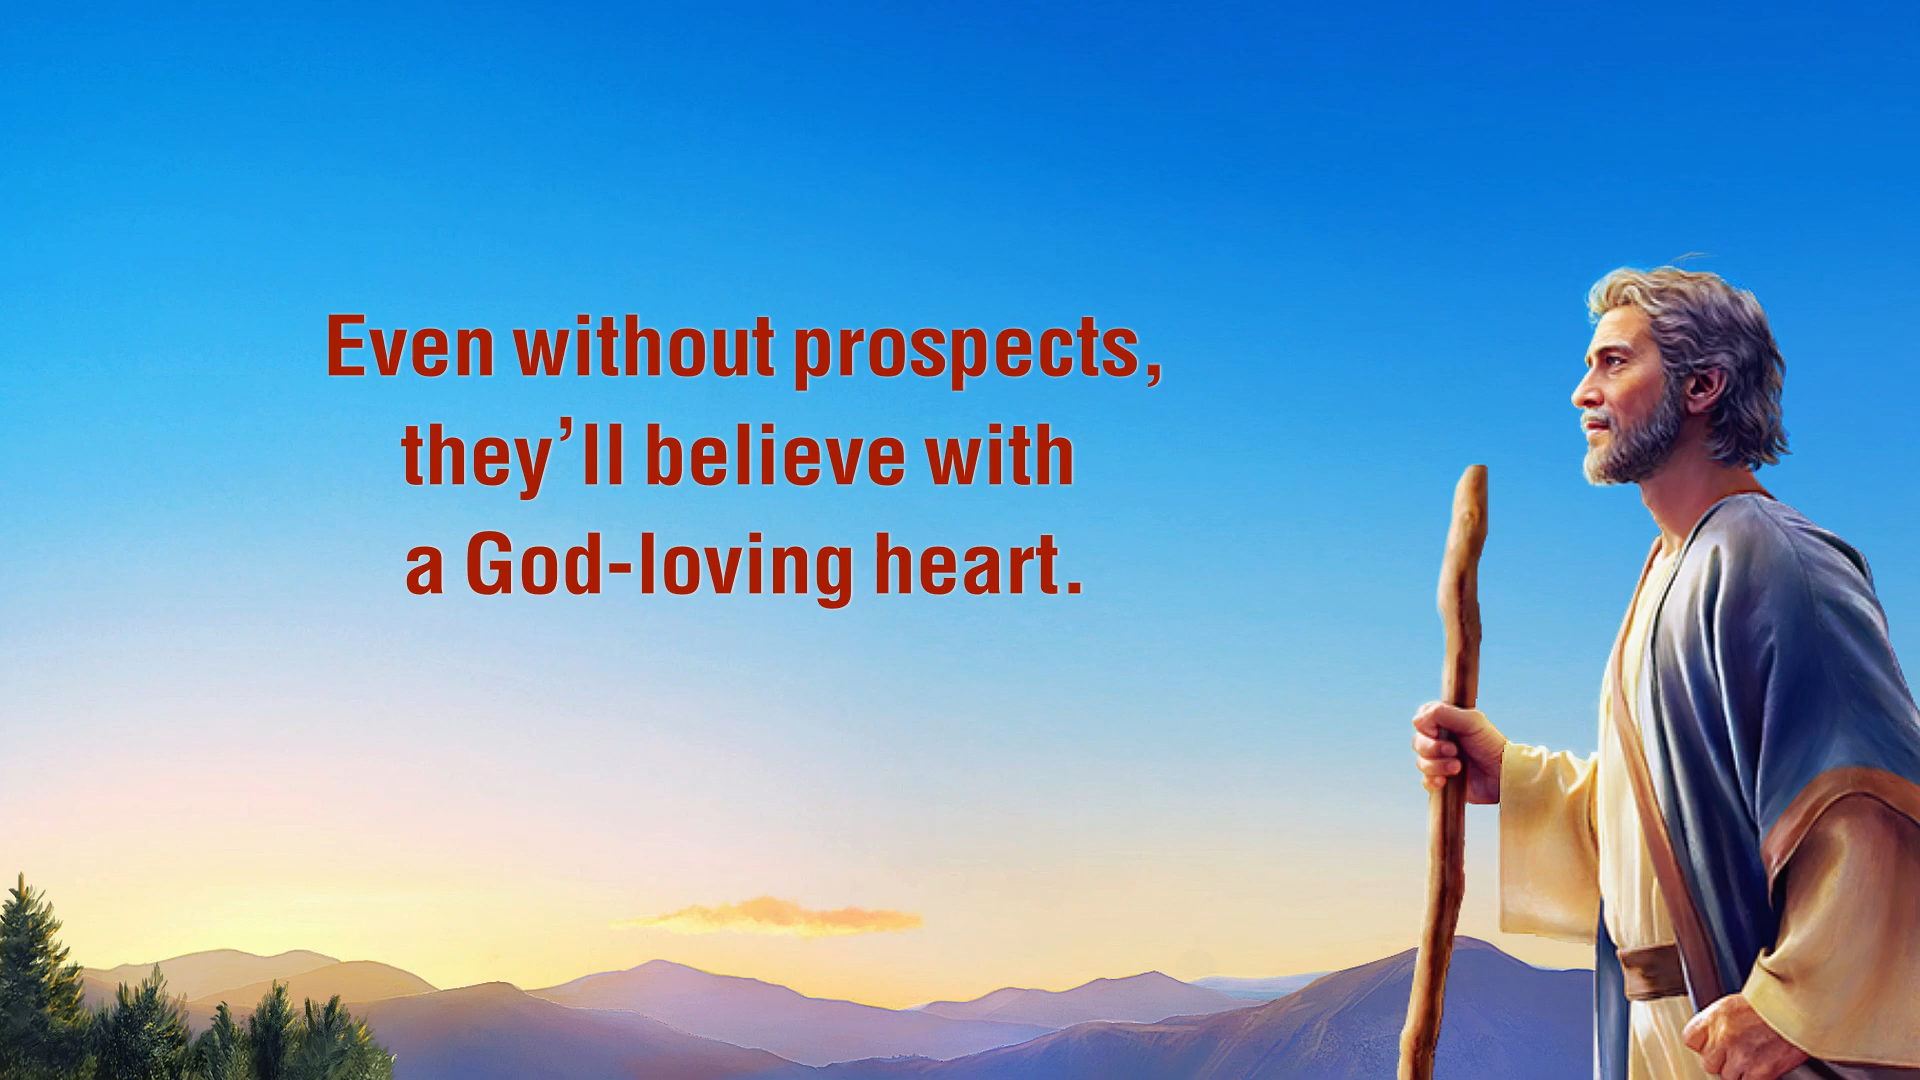 Even without prospects,
they’ll believe with
a God-loving heart.